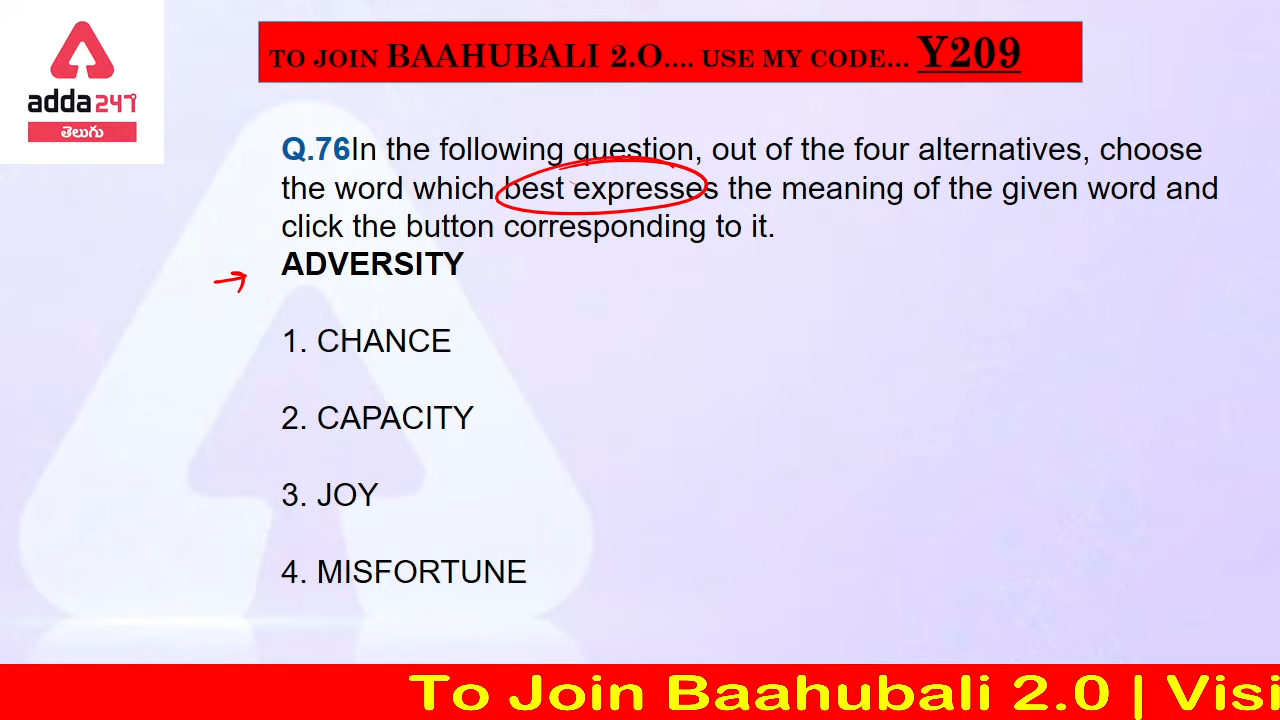 TO JOIN BAAHUBALI 2.O.... USE MY CODE... Y209
adda247
తెలుగు
Q.76In the following question, out of the four alternatives, choose
the word which best expresses the meaning of the given word and
click the button corresponding to it.
ADVERSITY
1. CHANCE
2. CAPACITY
3. JOY
4. MISFORTUNE
To Join Baahubali 2.0 | Visi